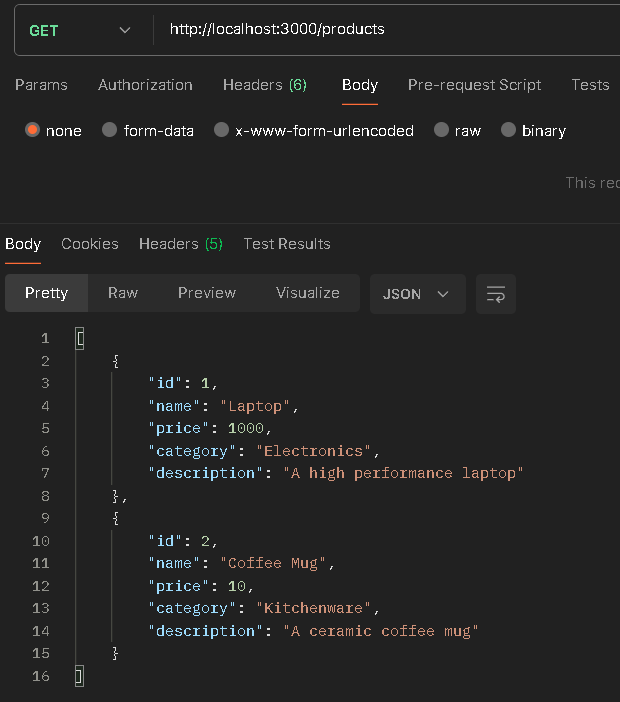 GET http://localhost:3000/products
Params Authorization Headers (6) Body Pre-request Script Tests
none form-data x-www-form-urlencoded raw binary
This
Body Cookies Headers (5) Test Results
Pretty Raw Preview Visualize JSON
1 [
2 {
3 "id": 1,
4 "name": "Laptop",
5 "price": 1000,
6 "category": "Electronics",
7 "description": "A high performance laptop"
8 },
9 {
10 "id": 2,
11 "name": "Coffee Mug",
12 "price": 10,
13 "category": "Kitchenware",
14 "description": "A ceramic coffee mug"
15 }
16 ]